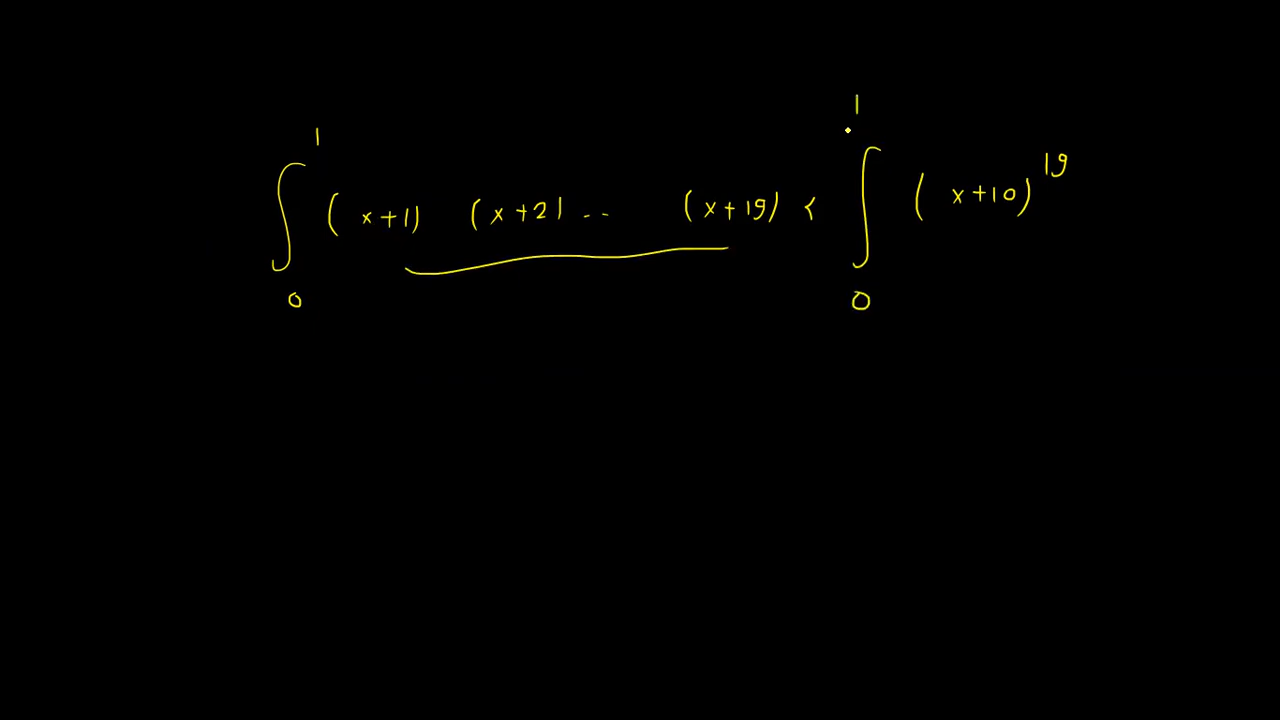 ∫₀¹ (x+1) (x+2) .. (x+19) < ∫₀¹ (x+10)¹⁹